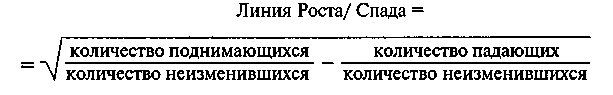 Линия Роста/ Спада =
= √ количество поднимающихся / количество неизменившихся − количество падающих / количество неизменившихся